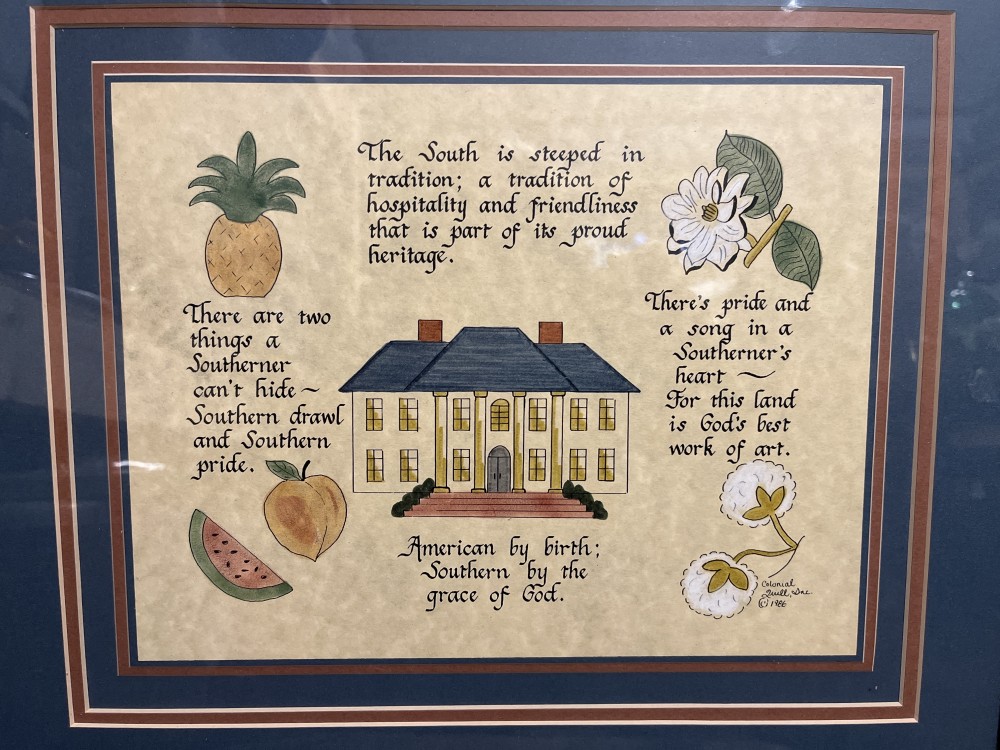 The South is steeped in
tradition; a tradition of
hospitality and friendliness
that is part of its proud
heritage.
There are two
things a
Southerner
can't hide~
Southern drawl
and Southern
pride.
There's pride and
a song in a
Southerner's
heart ~
For this land
is God's best
work of art.
American by birth;
Southern by the
grace of God.
Colonial
Quill, Inc.
(C) 1986